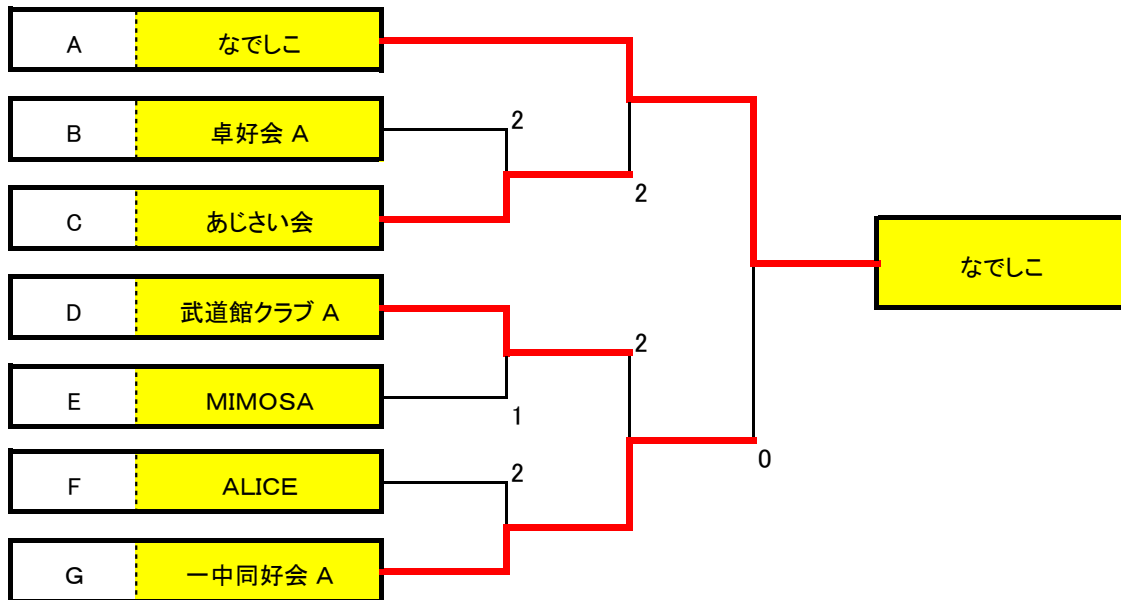 A なでしこ
B 卓好会 A
2
C あじさい会
2
D 武道館クラブ A
2
E MIMOSA
1
F ALICE
2
G 一中同好会 A
0
なでしこ